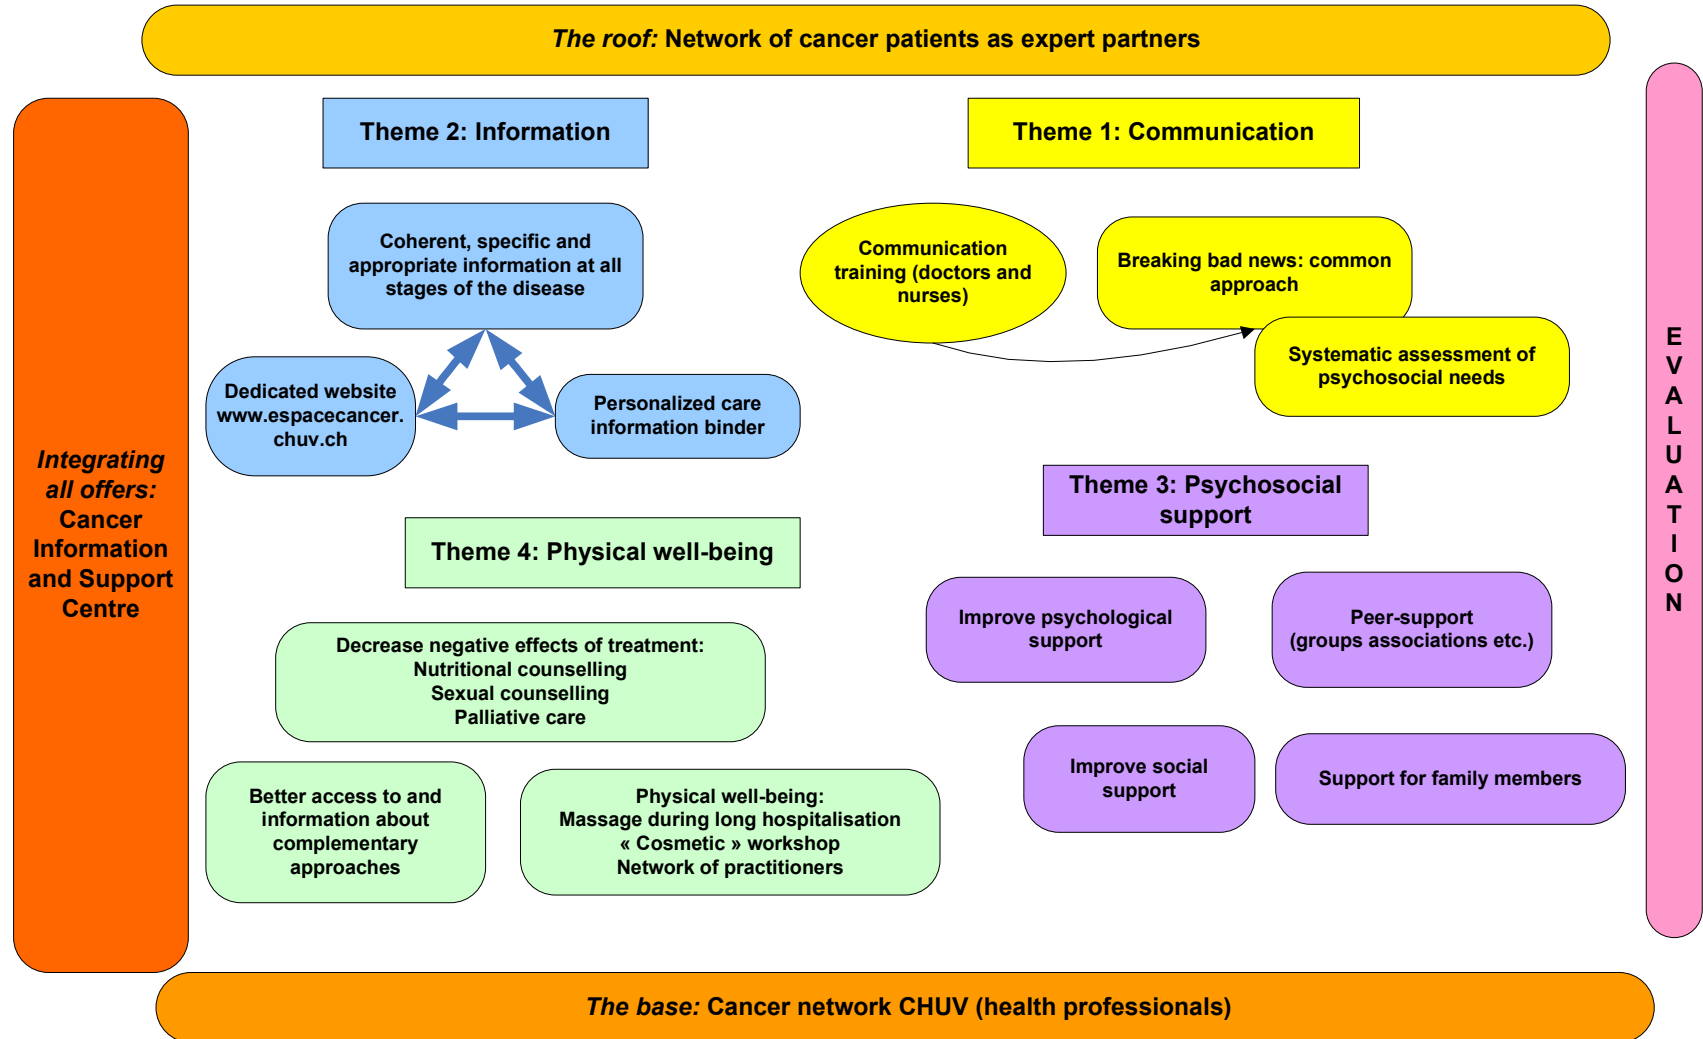 The roof: Network of cancer patients as expert partners
Integrating
all offers:
Cancer
Information
and Support
Centre
Theme 2: Information
Coherent, specific and
appropriate information at all
stages of the disease
Dedicated website
www.espacecancer.
chuv.ch
Personalized care
information binder
Theme 1: Communication
Communication
training (doctors and
nurses)
Breaking bad news: common
approach
Systematic assessment of
psychosocial needs
Theme 4: Physical well-being
Decrease negative effects of treatment:
Nutritional counselling
Sexual counselling
Palliative care
Better access to and
information about
complementary
approaches
Physical well-being:
Massage during long hospitalisation
« Cosmetic » workshop
Network of practitioners
Theme 3: Psychosocial
support
Improve psychological
support
Peer-support
(groups associations etc.)
Improve social
support
Support for family members
E
V
A
L
U
A
T
I
O
N
The base: Cancer network CHUV (health professionals)